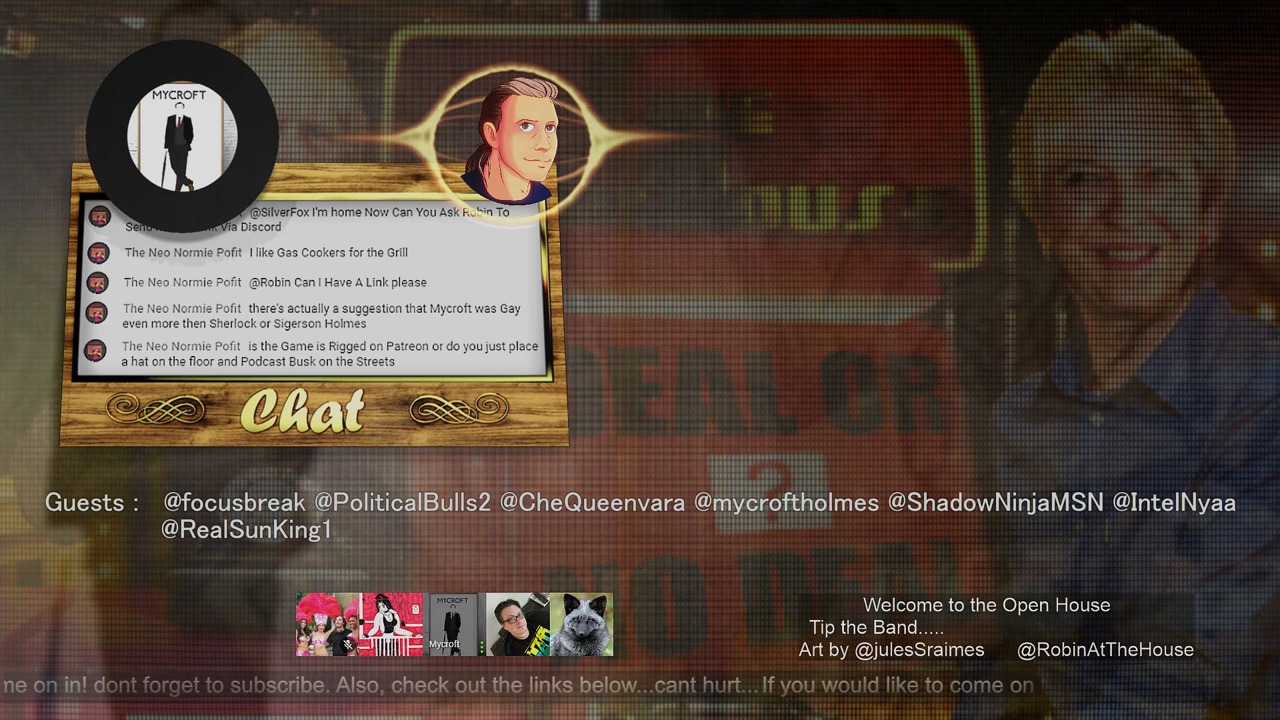 MYCROFT
@SilverFox I'm home Now Can You Ask Robin To
Via Discord
The Neo Normie Pofit I like Gas Cookers for the Grill
The Neo Normie Pofit @Robin Can I Have A Link please
The Neo Normie Pofit there's actually a suggestion that Mycroft was Gay
even more then Sherlock or Sigerson Holmes
The Neo Normie Pofit is the Game is Rigged on Patreon or do you just place
a hat on the floor and Podcast Busk on the Streets
Chat
DEAL OR
?
NO DEAL
Guests : @focusbreak @PoliticalBulls2 @CheQueenvara @mycroftholmes @ShadowNinjaMSN @IntelNyaa
@RealSunKing1
MYCROFT
Mycroft
Welcome to the Open House
Tip the Band.....
Art by @julesSraimes @RobinAtTheHouse
me on in! dont forget to subscribe. Also, check out the links below...cant hurt... If you would like to come on